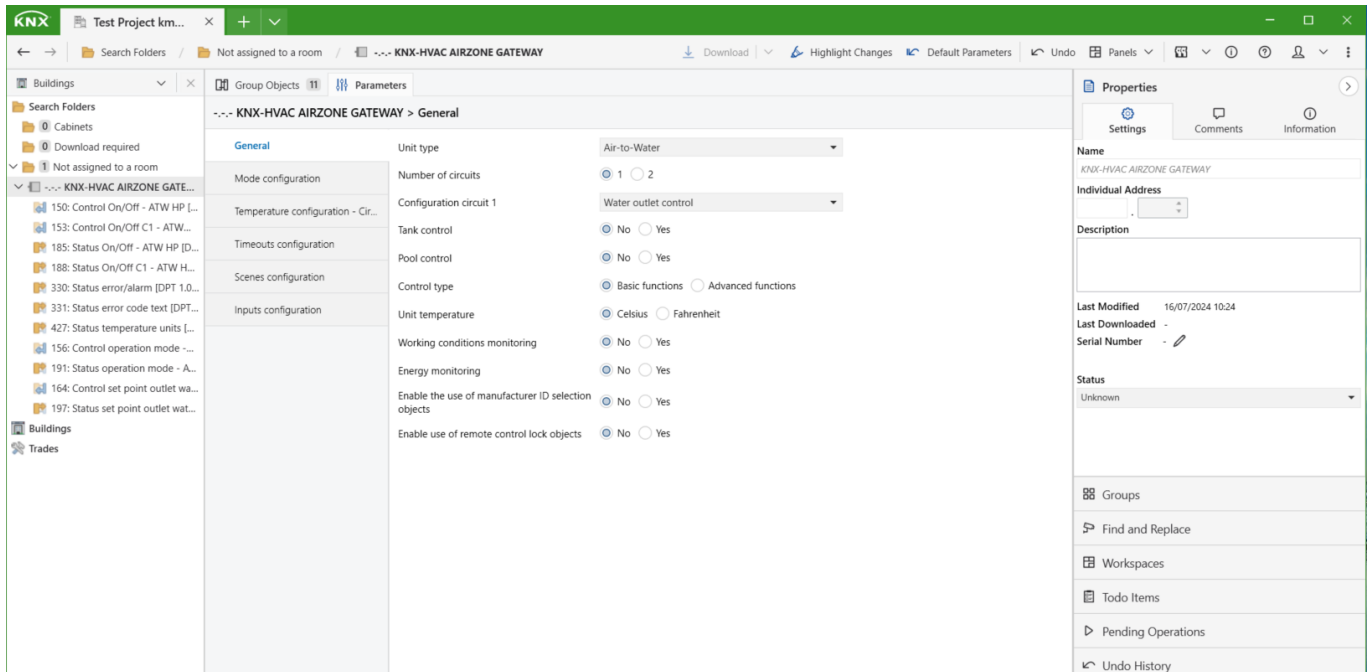 KNX
Test Project km...
Search Folders / Not assigned to a room / -.-.- KNX-HVAC AIRZONE GATEWAY
Download Highlight Changes Default Parameters Undo Panels
Buildings
Search Folders
0 Cabinets
0 Download required
1 Not assigned to a room
-.-.- KNX-HVAC AIRZONE GATE...
150: Control On/Off - ATW HP [...
153: Control On/Off C1 - ATW...
185: Status On/Off - ATW HP [D...
188: Status On/Off C1 - ATW H...
330: Status error/alarm [DPT 1.0...
331: Status error code text [DPT...
427: Status temperature units [...
156: Control operation mode -...
191: Status operation mode - A...
164: Control set point outlet wa...
197: Status set point outlet wat...
Buildings
Trades
Group Objects 11 Parameters
-.-.- KNX-HVAC AIRZONE GATEWAY > General
General
Mode configuration
Temperature configuration - Cir...
Timeouts configuration
Scenes configuration
Inputs configuration
Unit type Air-to-Water
Number of circuits 1 2
Configuration circuit 1 Water outlet control
Tank control No Yes
Pool control No Yes
Control type Basic functions Advanced functions
Unit temperature Celsius Fahrenheit
Working conditions monitoring No Yes
Energy monitoring No Yes
Enable the use of manufacturer ID selection
objects No Yes
Enable use of remote control lock objects No Yes
Properties
Settings Comments Information
Name
KNX-HVAC AIRZONE GATEWAY
Individual Address
.
Description
Last Modified 16/07/2024 10:24
Last Downloaded -
Serial Number -
Status
Unknown
Groups
Find and Replace
Workspaces
Todo Items
Pending Operations
Undo History